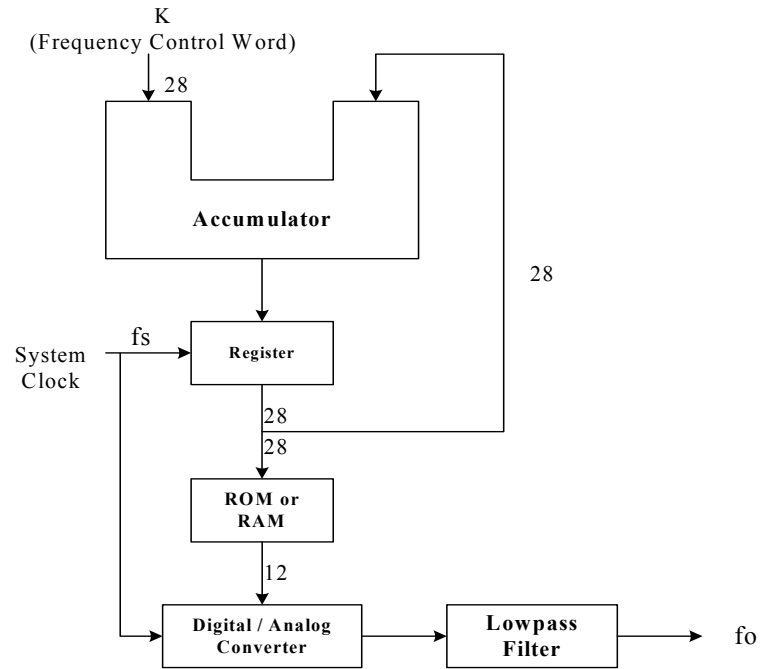 K
(Frequency Control Word)
28
Accumulator
28
fs
System
Clock
Register
28
28
ROM or
RAM
12
Digital / Analog
Converter
Lowpass
Filter
fo